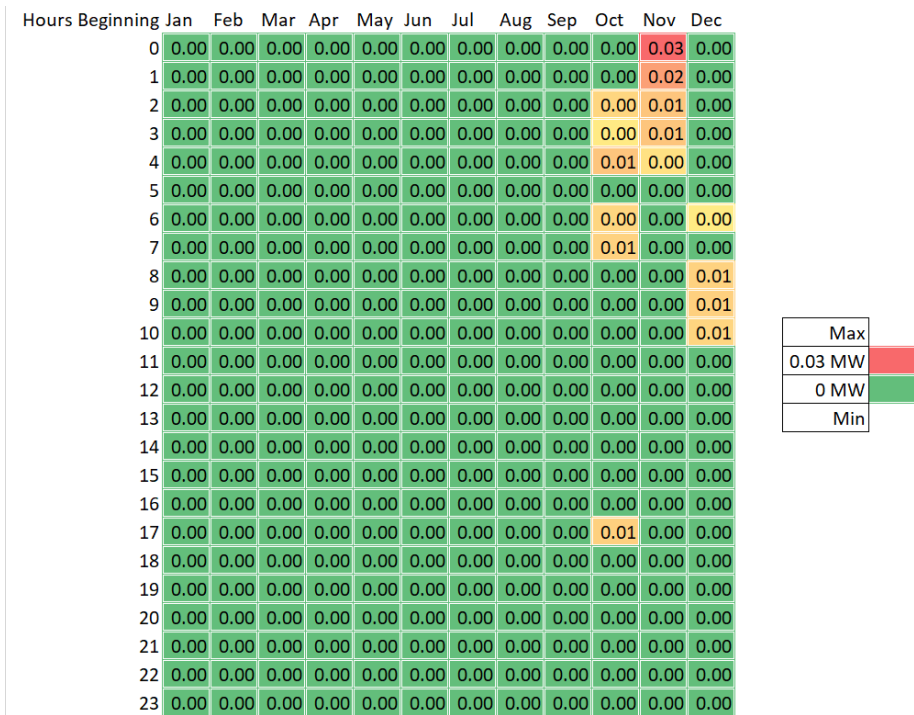 Hours Beginning Jan Feb Mar Apr May Jun Jul Aug Sep Oct Nov Dec
0 0.00 0.00 0.00 0.00 0.00 0.00 0.00 0.00 0.00 0.00 0.03 0.00
1 0.00 0.00 0.00 0.00 0.00 0.00 0.00 0.00 0.00 0.00 0.02 0.00
2 0.00 0.00 0.00 0.00 0.00 0.00 0.00 0.00 0.00 0.00 0.01 0.00
3 0.00 0.00 0.00 0.00 0.00 0.00 0.00 0.00 0.00 0.00 0.01 0.00
4 0.00 0.00 0.00 0.00 0.00 0.00 0.00 0.00 0.00 0.01 0.00 0.00
5 0.00 0.00 0.00 0.00 0.00 0.00 0.00 0.00 0.00 0.00 0.00 0.00
6 0.00 0.00 0.00 0.00 0.00 0.00 0.00 0.00 0.00 0.00 0.00 0.00
7 0.00 0.00 0.00 0.00 0.00 0.00 0.00 0.00 0.00 0.01 0.00 0.00
8 0.00 0.00 0.00 0.00 0.00 0.00 0.00 0.00 0.00 0.00 0.00 0.01
9 0.00 0.00 0.00 0.00 0.00 0.00 0.00 0.00 0.00 0.00 0.00 0.01
10 0.00 0.00 0.00 0.00 0.00 0.00 0.00 0.00 0.00 0.00 0.00 0.01
11 0.00 0.00 0.00 0.00 0.00 0.00 0.00 0.00 0.00 0.00 0.00 0.00
12 0.00 0.00 0.00 0.00 0.00 0.00 0.00 0.00 0.00 0.00 0.00 0.00
13 0.00 0.00 0.00 0.00 0.00 0.00 0.00 0.00 0.00 0.00 0.00 0.00
14 0.00 0.00 0.00 0.00 0.00 0.00 0.00 0.00 0.00 0.00 0.00 0.00
15 0.00 0.00 0.00 0.00 0.00 0.00 0.00 0.00 0.00 0.00 0.00 0.00
16 0.00 0.00 0.00 0.00 0.00 0.00 0.00 0.00 0.00 0.00 0.00 0.00
17 0.00 0.00 0.00 0.00 0.00 0.00 0.00 0.00 0.00 0.01 0.00 0.00
18 0.00 0.00 0.00 0.00 0.00 0.00 0.00 0.00 0.00 0.00 0.00 0.00
19 0.00 0.00 0.00 0.00 0.00 0.00 0.00 0.00 0.00 0.00 0.00 0.00
20 0.00 0.00 0.00 0.00 0.00 0.00 0.00 0.00 0.00 0.00 0.00 0.00
21 0.00 0.00 0.00 0.00 0.00 0.00 0.00 0.00 0.00 0.00 0.00 0.00
22 0.00 0.00 0.00 0.00 0.00 0.00 0.00 0.00 0.00 0.00 0.00 0.00
23 0.00 0.00 0.00 0.00 0.00 0.00 0.00 0.00 0.00 0.00 0.00 0.00
Max
0.03 MW
0 MW
Min